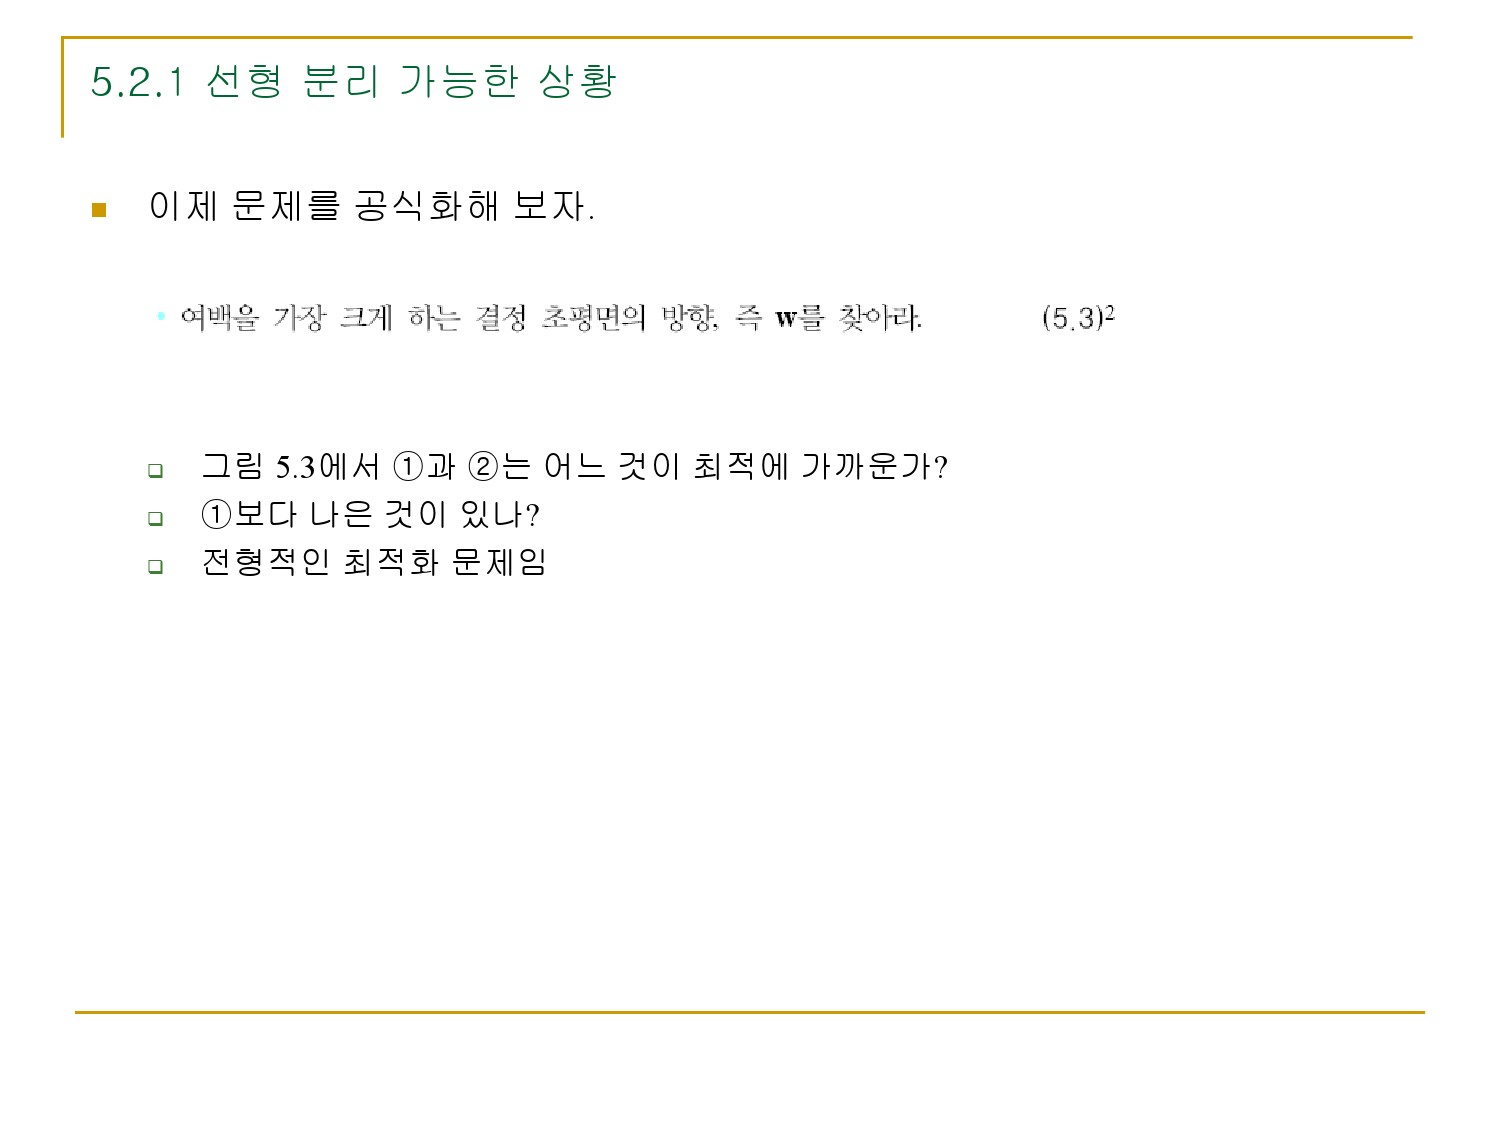 5.2.1 선형 분리 가능한 상황
이제 문제를 공식화해 보자.
• 여백을 가장 크게 하는 결정 초평면의 방향, 즉 w를 찾아라. (5.3)²
그림 5.3에서 ①과 ②는 어느 것이 최적에 가까운가?
①보다 나은 것이 있나?
전형적인 최적화 문제임